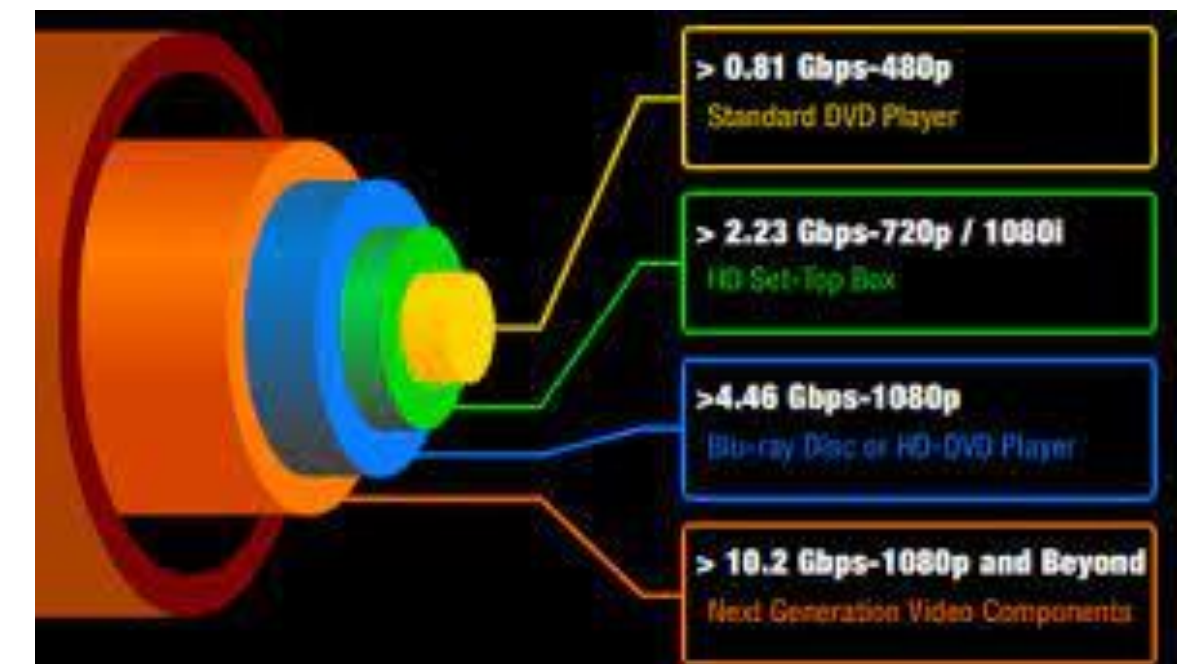 > 0.81 Gbps-480p
Standard DVD Player
> 2.23 Gbps-720p / 1080i
HD Set-Top Box
>4.46 Gbps-1080p
Blu-ray Disc or HD-DVD Player
> 10.2 Gbps-1080p and Beyond
Next Generation Video Components